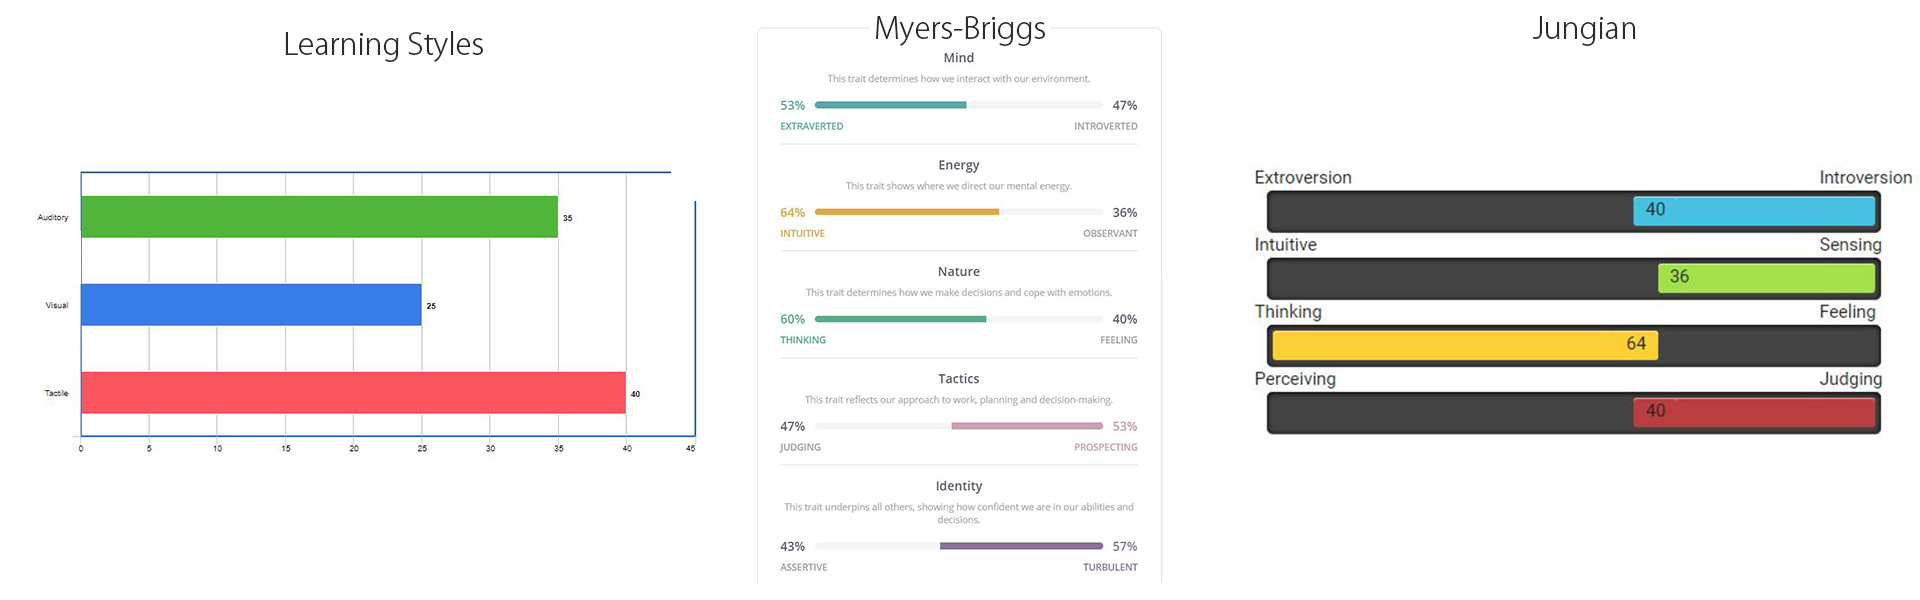 Learning Styles
Auditory
35
Visual
25
Tactile
40
0 5 10 15 20 25 30 35 40 45
Myers-Briggs
Mind
This trait determines how we interact with our environment.
53% 47%
EXTRAVERTED INTROVERTED
Energy
This trait shows where we direct our mental energy.
64% 36%
INTUITIVE OBSERVANT
Nature
This trait determines how we make decisions and cope with emotions.
60% 40%
THINKING FEELING
Tactics
This trait reflects our approach to work, planning and decision-making.
47% 53%
JUDGING PROSPECTING
Identity
This trait underpins all others, showing how confident we are in our abilities and
decisions.
43% 57%
ASSERTIVE TURBULENT
Jungian
Extroversion Introversion
40
Intuitive Sensing
36
Thinking Feeling
64
Perceiving Judging
40